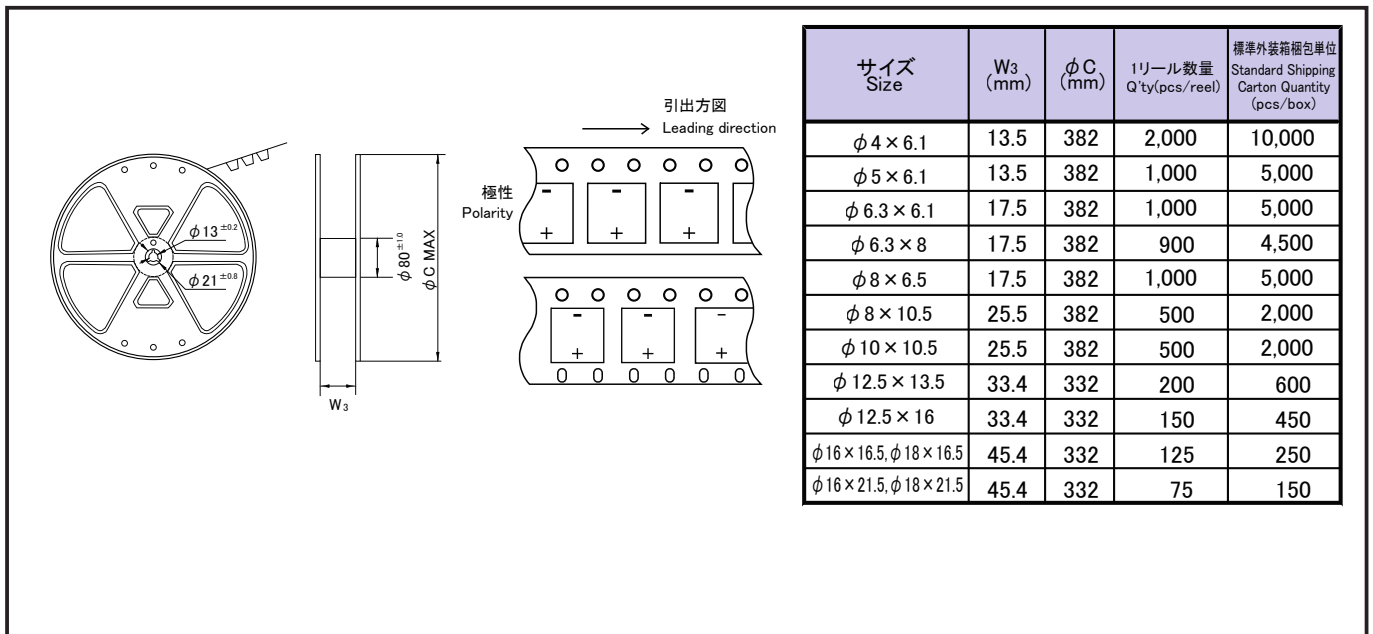 引出方図
Leading direction
極性
Polarity
- - -
+ + +
- - -
+ + +
φ13 ±0.2
φ21 ±0.8
φ80±1.0
φC MAX
W3
サイズ
Size
W3
(mm)
φC
(mm)
1リール数量
Q'ty(pcs/reel)
標準外装箱梱包単位
Standard Shipping
Carton Quantity
(pcs/box)
φ4×6.1 13.5 382 2,000 10,000
φ5×6.1 13.5 382 1,000 5,000
φ6.3×6.1 17.5 382 1,000 5,000
φ6.3×8 17.5 382 900 4,500
φ8×6.5 17.5 382 1,000 5,000
φ8×10.5 25.5 382 500 2,000
φ10×10.5 25.5 382 500 2,000
φ12.5×13.5 33.4 332 200 600
φ12.5×16 33.4 332 150 450
φ16×16.5,φ18×16.5 45.4 332 125 250
φ16×21.5,φ18×21.5 45.4 332 75 150